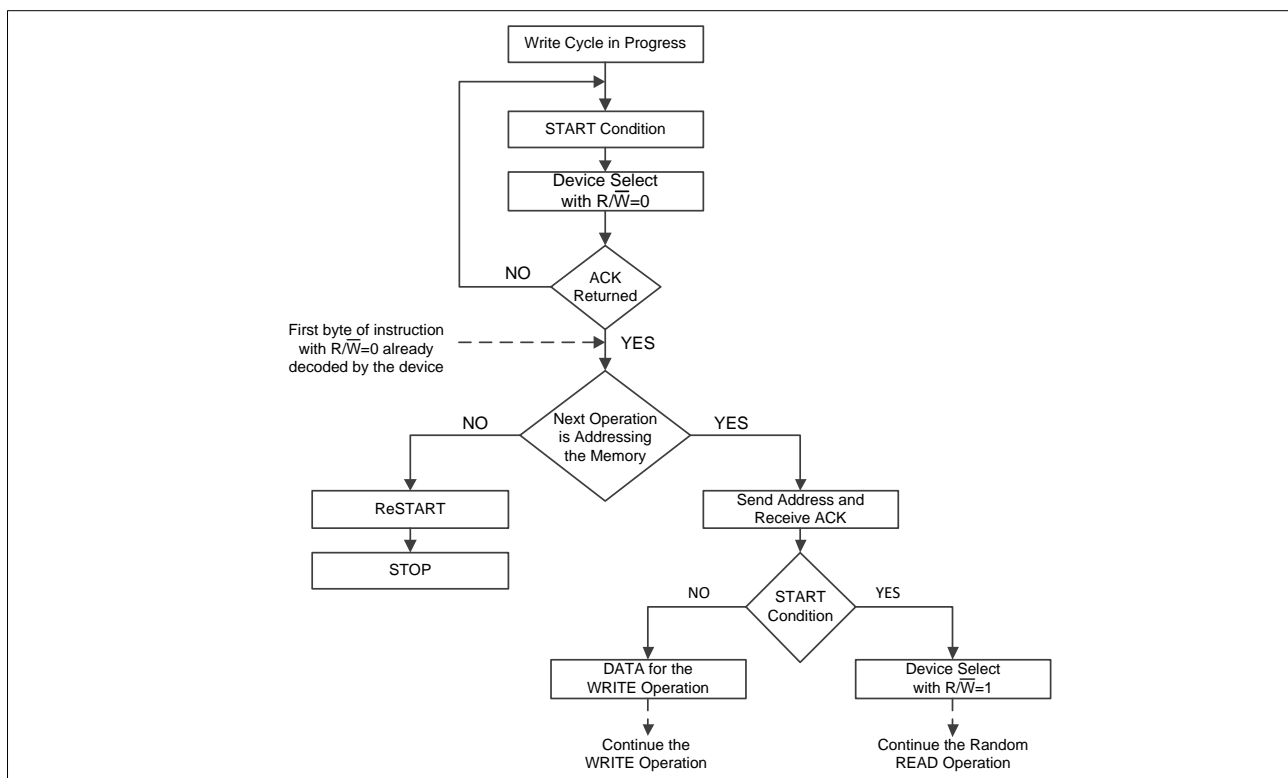 Write Cycle in Progress
START Condition
Device Select
with R/W̅=0
NO
ACK
Returned
First byte of instruction
with R/W̅=0 already
decoded by the device
YES
NO
Next Operation
is Addressing
the Memory
YES
ReSTART
Send Address and
Receive ACK
STOP
NO
START
Condition
YES
DATA for the
WRITE Operation
Device Select
with R/W̅=1
Continue the
WRITE Operation
Continue the Random
READ Operation